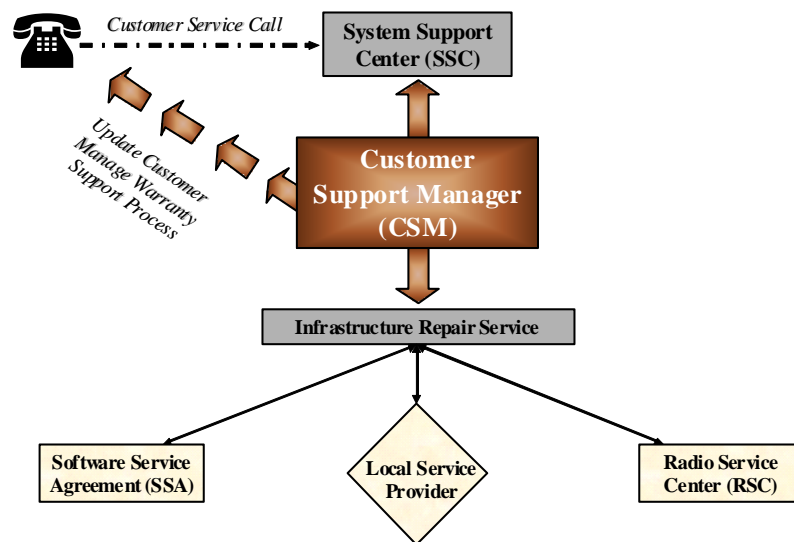 Customer Service Call
System Support
Center (SSC)
Update Customer
Manage Warranty
Support Process
Customer
Support Manager
(CSM)
Infrastructure Repair Service
Software Service
Agreement (SSA)
Local Service
Provider
Radio Service
Center (RSC)